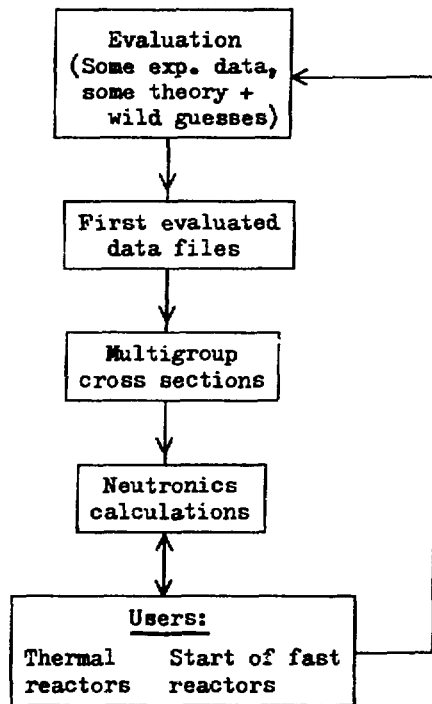 Evaluation
(Some exp. data,
some theory +
wild guesses)
First evaluated
data files
Multigroup
cross sections
Neutronics
calculations
Users:
Thermal Start of fast
reactors reactors